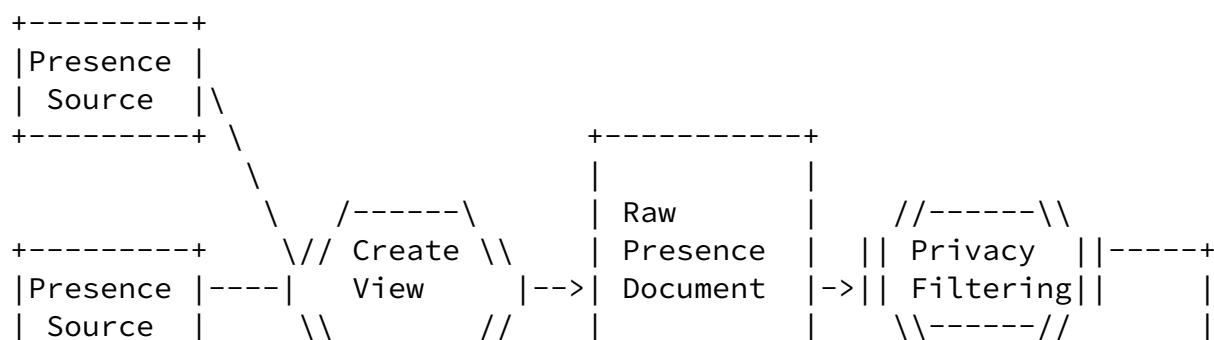 +---------+
|Presence |
| Source  |\
+---------+ \                   +-----------+
             \                  |           |
              \   /------\      | Raw       |    //------\\
+---------+    \// Create \\    | Presence  |  || Privacy  ||-----+
|Presence |----|   View     |-->| Document  |->|| Filtering||     |
| Source  |     \\        //    |           |    \\------//       |